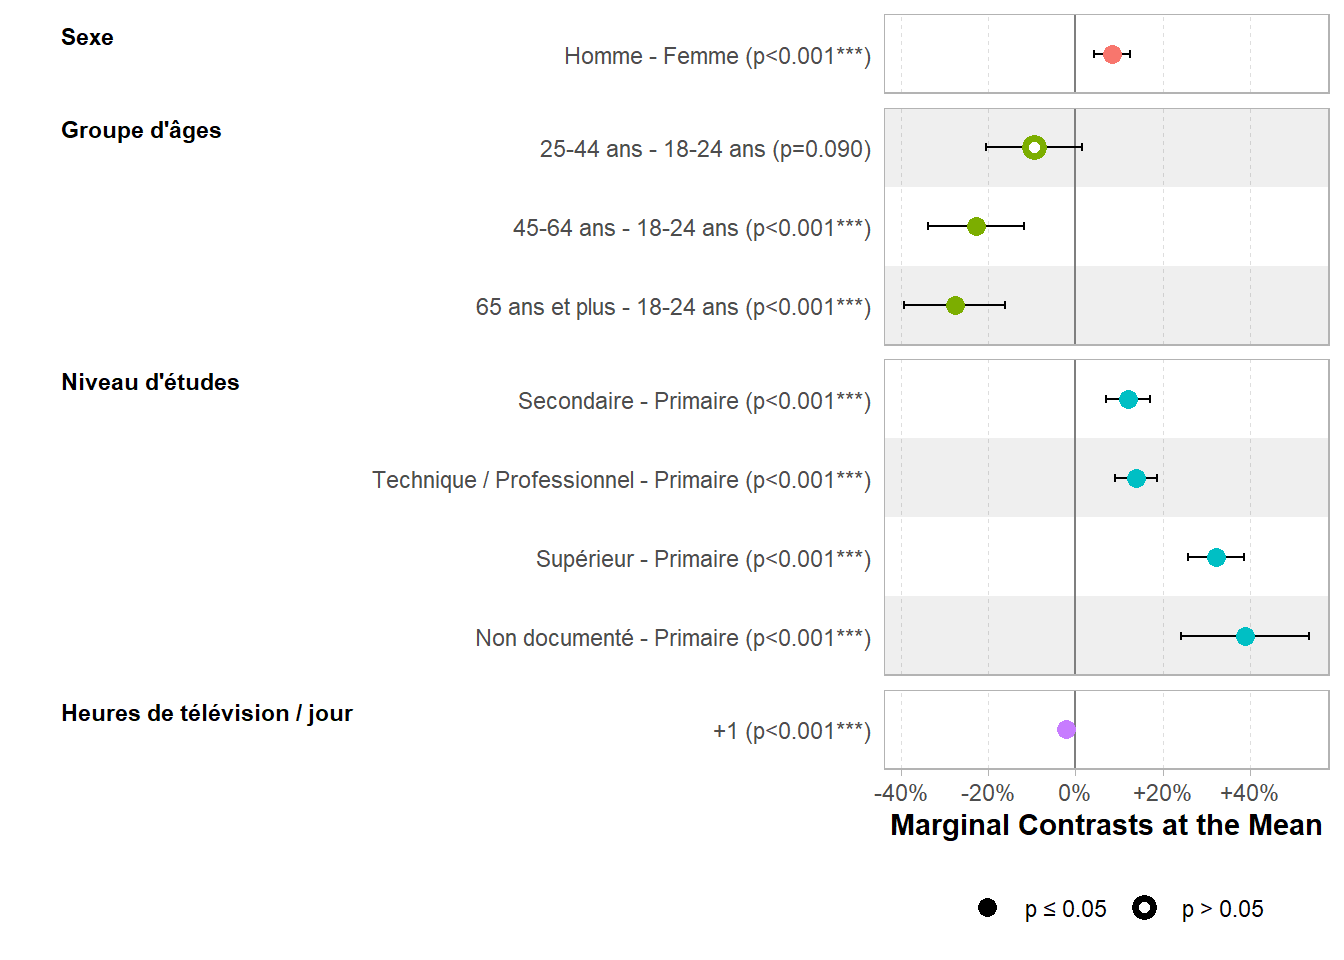 Sexe
Homme - Femme (p<0.001***)
Groupe d'âges
25-44 ans - 18-24 ans (p=0.090)
45-64 ans - 18-24 ans (p<0.001***)
65 ans et plus - 18-24 ans (p<0.001***)
Niveau d'études
Secondaire - Primaire (p<0.001***)
Technique / Professionnel - Primaire (p<0.001***)
Supérieur - Primaire (p<0.001***)
Non documenté - Primaire (p<0.001***)
Heures de télévision / jour
+1 (p<0.001***)
-40% -20% 0% +20% +40%
Marginal Contrasts at the Mean
p ≤ 0.05 p > 0.05